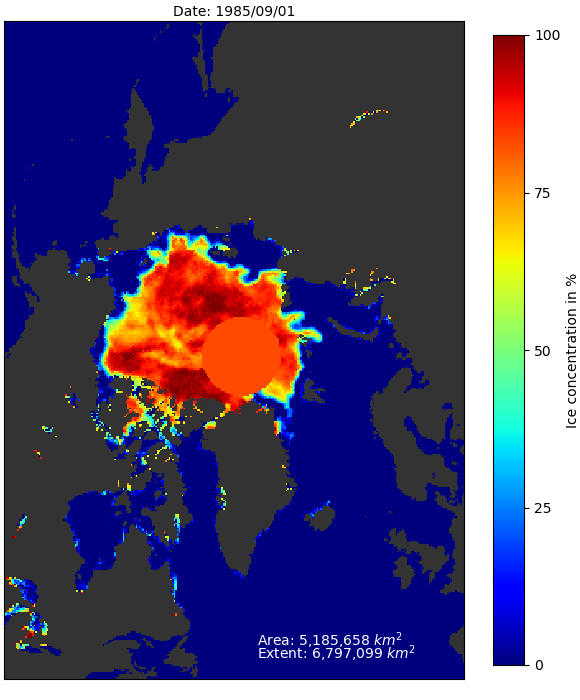 Date: 1985/09/01
100
75
50
25
0
Ice concentration in %
Area: 5,185,658 km²
Extent: 6,797,099 km²